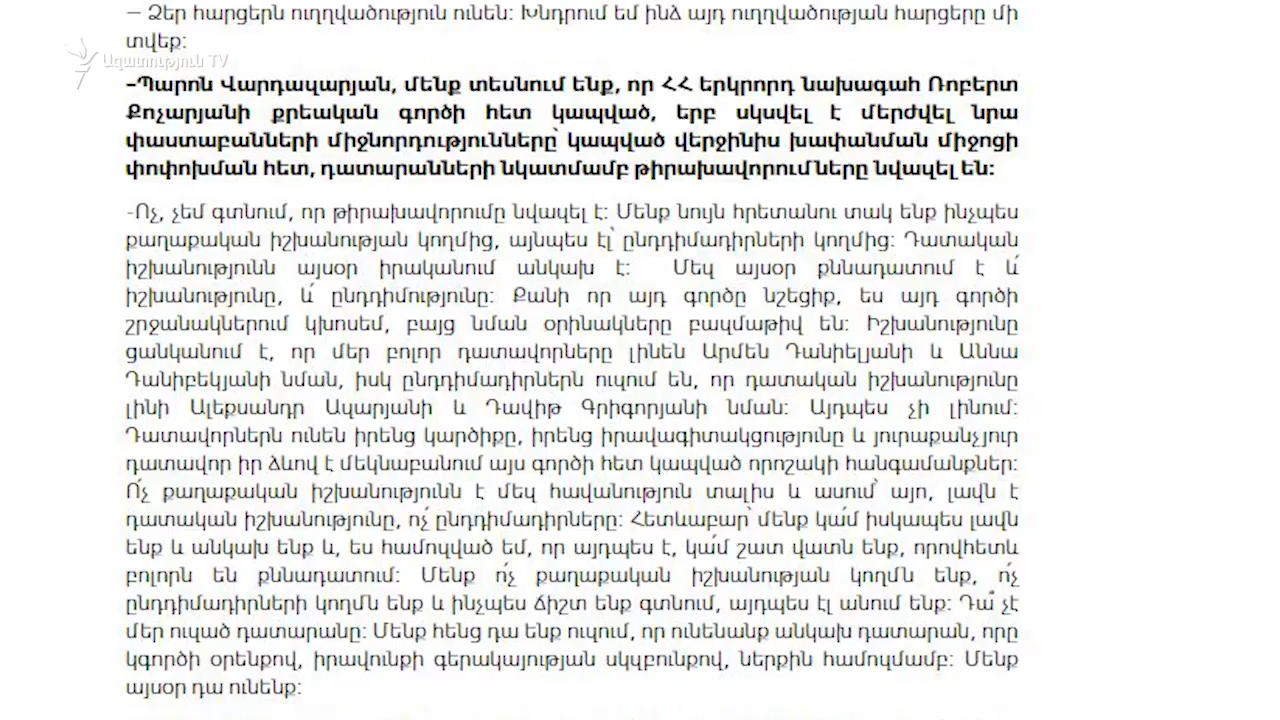 — Ձեր հարցերն ուղղվածություն ունեն: Խնդրում եմ ինձ այդ ուղղվածության հարցերը մի
տվեք:
Ազատություն TV
–Պարոն Վարդազարյան, մենք տեսնում ենք, որ ՀՀ երկրորդ նախագահ Ռոբերտ
Քոչարյանի քրեական գործի հետ կապված, երբ սկսվել է մերժվել նրա
փաստաբանների միջնորդությունները՝ կապված վերջինիս խափանման միջոցի
փոփոխման հետ, դատարանների նկատմամբ թիրախավորումները նվազել են:
-Ոչ, չեմ գտնում, որ թիրախավորումը նվազել է: Մենք նույն հրետանու տակ ենք ինչպես
քաղաքական իշխանության կողմից, այնպես էլ՝ ընդդիմադիրների կողմից: Դատական
իշխանությունն այսօր իրականում անկախ է: Մեզ այսօր քննադատում է և՛
իշխանությունը, և՛ ընդդիմությունը: Քանի որ այդ գործը նշեցիք, ես այդ գործի
շրջանակներում կխոսեմ, բայց նման օրինակները բազմաթիվ են: Իշխանությունը
ցանկանում է, որ մեր բոլոր դատավորները լինեն Արմեն Դանիելյանի և Աննա
Դանիբեկյանի նման, իսկ ընդդիմադիրներն ուզում են, որ դատական իշխանությունը
լինի Ալեքսանդր Ազարյանի և Դավիթ Գրիգորյանի նման: Այդպես չի լինում:
Դատավորներն ունեն իրենց կարծիքը, իրենց իրավագիտակցությունը և յուրաքանչյուր
դատավոր իր ձևով է մեկնաբանում այս գործի հետ կապված որոշակի հանգամանքներ:
Ո՛չ քաղաքական իշխանությունն է մեզ հավանություն տալիս և ասում՝ այո, լավն է
դատական իշխանությունը, ոչ՛ ընդդիմադիրները: Հետևաբար՝ մենք կա՛մ իսկապես լավն
ենք և անկախ ենք և, ես համոզված եմ, որ այդպես է, կա՛մ շատ վատն ենք, որովհետև
բոլորն են քննադատում: Մենք ո՛չ քաղաքական իշխանության կողմն ենք, ո՛չ
ընդդիմադիրների կողմն ենք և ինչպես ճիշտ ենք գտնում, այդպես էլ անում ենք: Դա՞ չէ
մեր ուզած դատարանը: Մենք հենց դա ենք ուզում, որ ունենանք անկախ դատարան, որը
կգործի օրենքով, իրավունքի գերակայության սկզբունքով, ներքին համոզմամբ: Մենք
այսօր դա ունենք: